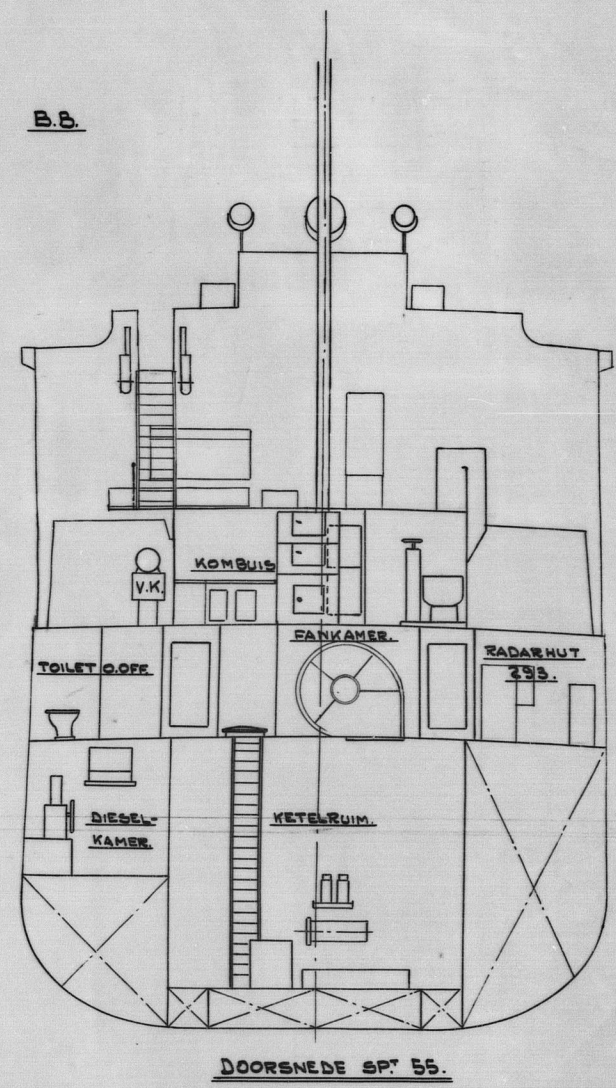 B.B.
KOMBUIS
V.K.
FANKAMER.
TOILET O.OFF.
RADARHUT
293.
DIESEL-
KAMER.
KETELRUIM.
DOORSNEDE SPT 55.